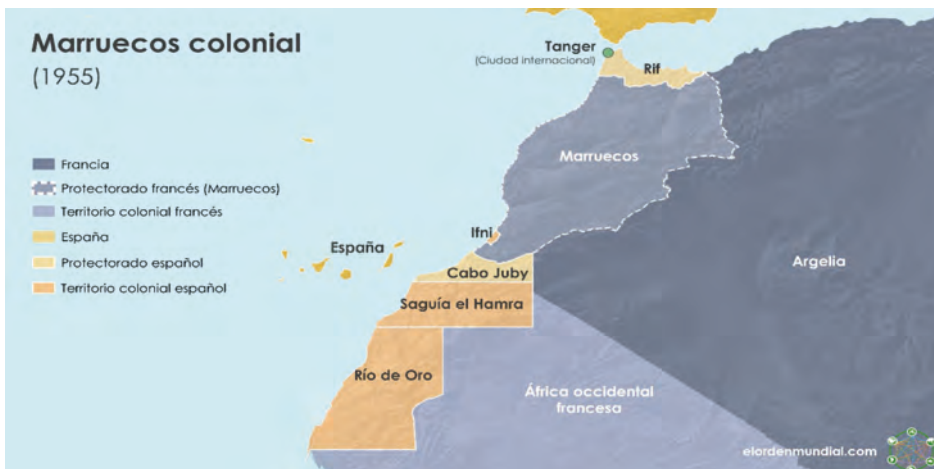 Marruecos colonial
(1955)
Francia
Protectorado francés (Marruecos)
Territorio colonial francés
España
Protectorado español
Territorio colonial español
Tanger
(Ciudad internacional)
Rif
Marruecos
Ifni
España
Cabo Juby
Argelia
Saguía el Hamra
Río de Oro
África occidental
francesa
elordenmundial.com